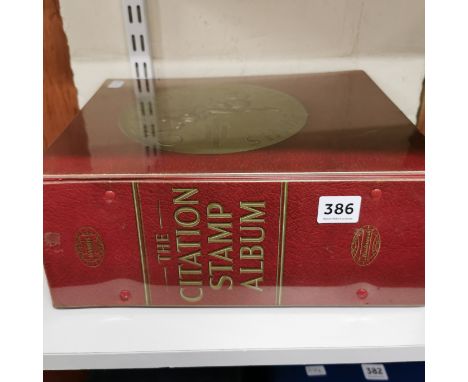 THE
CITATION
STAMP
ALBUM
386
382